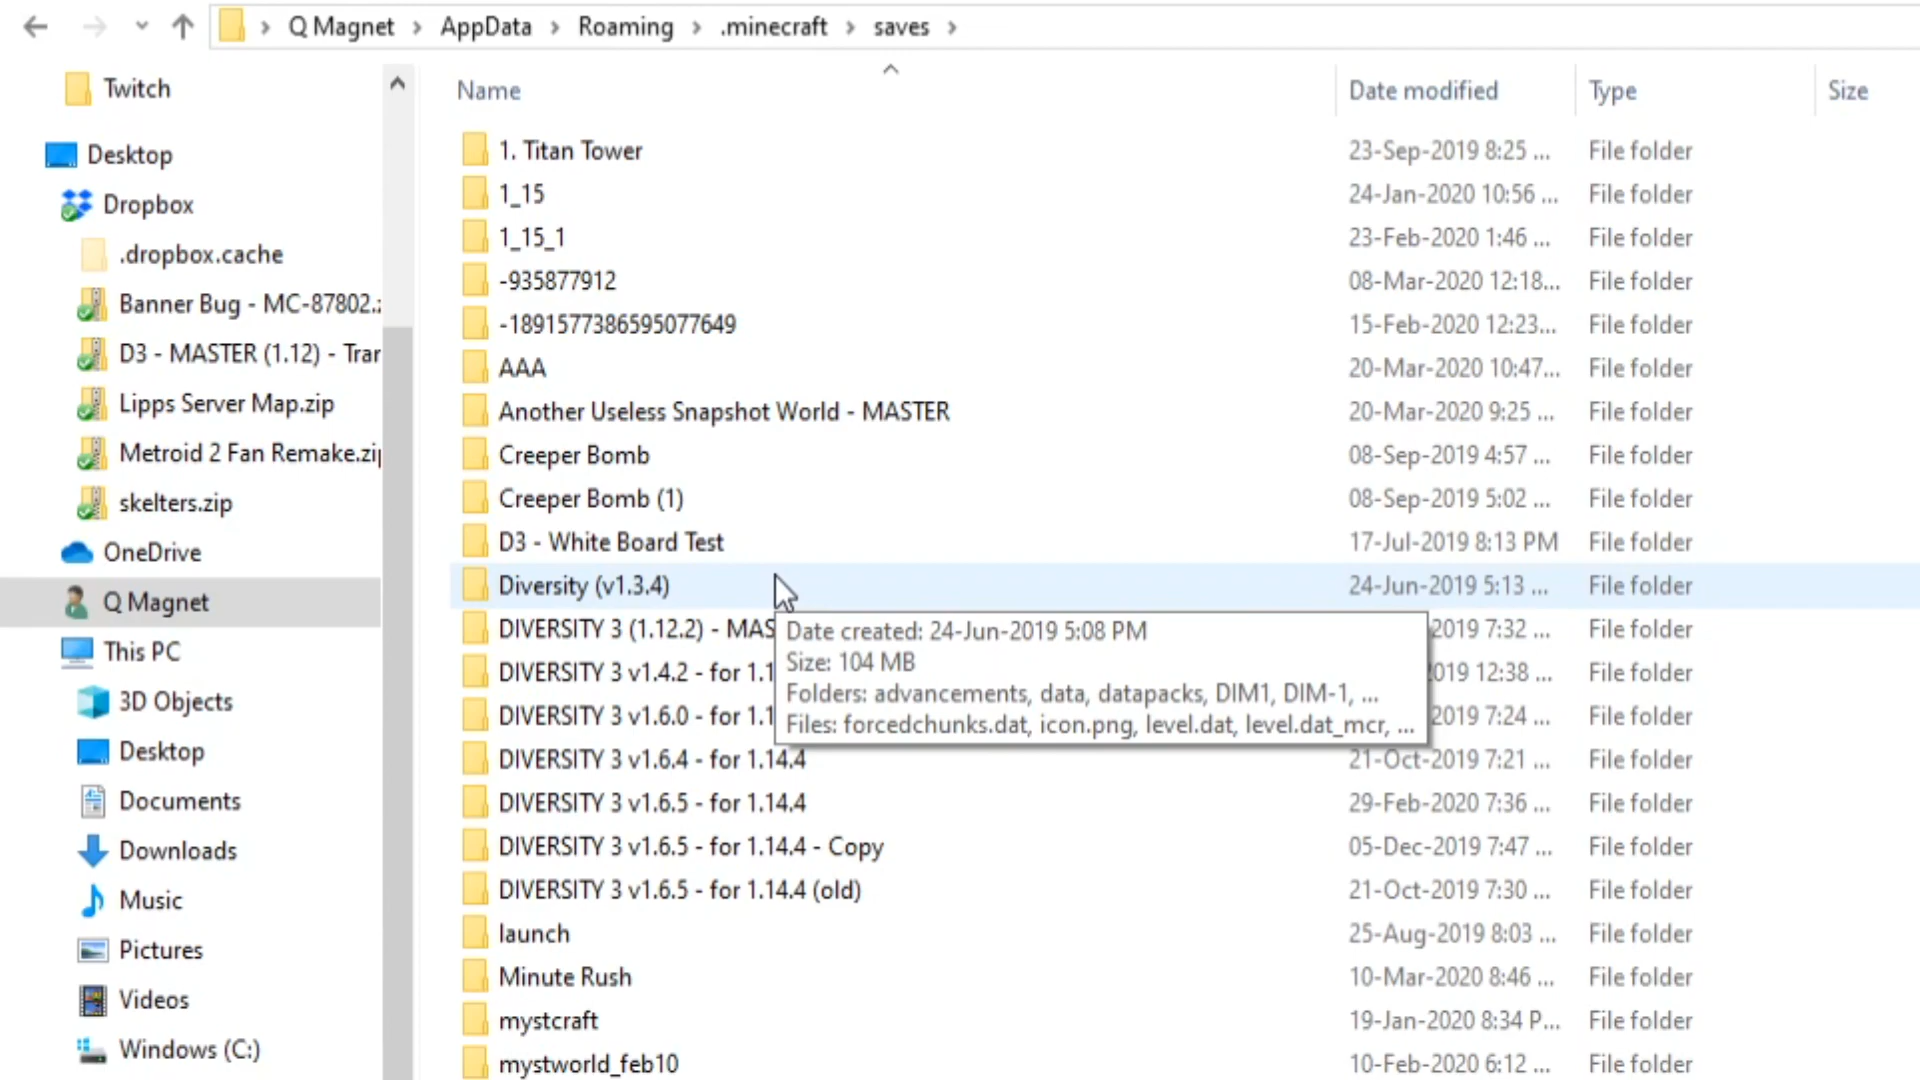 Q Magnet > AppData > Roaming > .minecraft > saves >
Twitch
Desktop
Dropbox
.dropbox.cache
Banner Bug - MC-87802.z
D3 - MASTER (1.12) - Tran
Lipps Server Map.zip
Metroid 2 Fan Remake.zip
skelters.zip
OneDrive
Q Magnet
This PC
3D Objects
Desktop
Documents
Downloads
Music
Pictures
Videos
Windows (C:)
Name Date modified Type Size
1. Titan Tower 23-Sep-2019 8:25 ... File folder
1_15 24-Jan-2020 10:56 ... File folder
1_15_1 23-Feb-2020 1:46 ... File folder
-935877912 08-Mar-2020 12:18... File folder
-1891577386595077649 15-Feb-2020 12:23... File folder
AAA 20-Mar-2020 10:47... File folder
Another Useless Snapshot World - MASTER 20-Mar-2020 9:25 ... File folder
Creeper Bomb 08-Sep-2019 4:57 ... File folder
Creeper Bomb (1) 08-Sep-2019 5:02 ... File folder
D3 - White Board Test 17-Jul-2019 8:13 PM File folder
Diversity (v1.3.4) 24-Jun-2019 5:13 ... File folder
DIVERSITY 3 (1.12.2) - MAS 2019 7:32 ... File folder
DIVERSITY 3 v1.4.2 - for 1.1 2019 12:38 ... File folder
DIVERSITY 3 v1.6.0 - for 1.1 2019 7:24 ... File folder
Date created: 24-Jun-2019 5:08 PM
Size: 104 MB
Folders: advancements, data, datapacks, DIM1, DIM-1, ...
Files: forcedchunks.dat, icon.png, level.dat, level.dat_mcr, ...
DIVERSITY 3 v1.6.4 - for 1.14.4 21-Oct-2019 7:21 ... File folder
DIVERSITY 3 v1.6.5 - for 1.14.4 29-Feb-2020 7:36 ... File folder
DIVERSITY 3 v1.6.5 - for 1.14.4 - Copy 05-Dec-2019 7:47 ... File folder
DIVERSITY 3 v1.6.5 - for 1.14.4 (old) 21-Oct-2019 7:30 ... File folder
launch 25-Aug-2019 8:03 ... File folder
Minute Rush 10-Mar-2020 8:46 ... File folder
mystcraft 19-Jan-2020 8:34 P... File folder
mystworld_feb10 10-Feb-2020 6:12 ... File folder